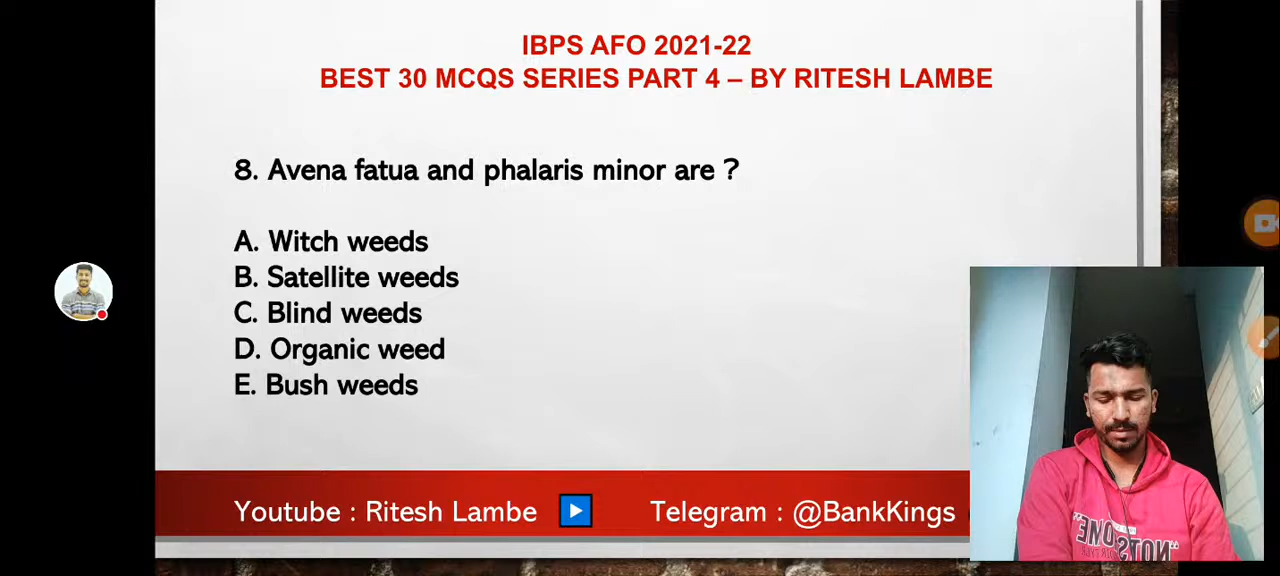 IBPS AFO 2021-22
BEST 30 MCQS SERIES PART 4 – BY RITESH LAMBE
8. Avena fatua and phalaris minor are ?
A. Witch weeds
B. Satellite weeds
C. Blind weeds
D. Organic weed
E. Bush weeds
Youtube : Ritesh Lambe
Telegram : @BankKings